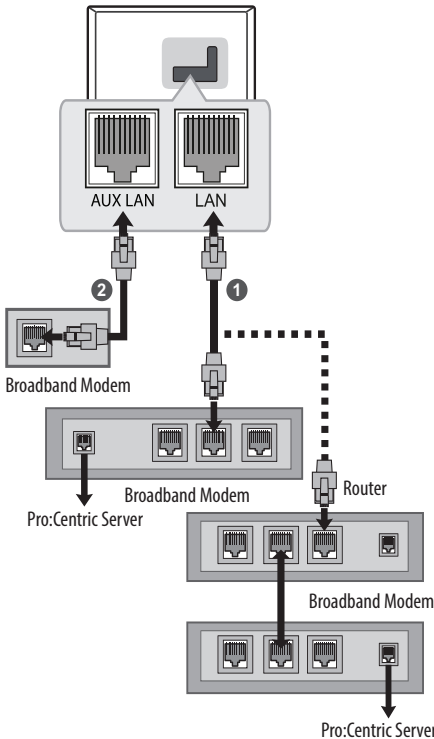 AUX LAN
LAN
2
1
Broadband Modem
Broadband Modem
Pro:Centric Server
Router
Broadband Modem
Pro:Centric Server